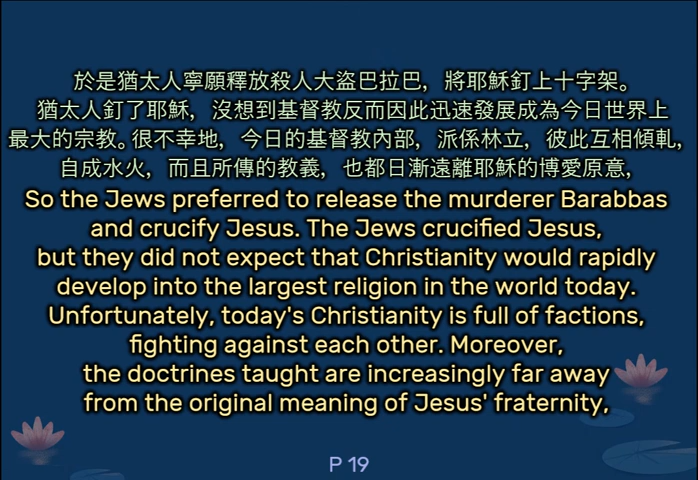 於是猶太人寧願釋放殺人大盜巴拉巴，將耶穌釘上十字架。
猶太人釘了耶穌，沒想到基督教反而因此迅速發展成為今日世界上
最大的宗教。很不幸地，今日的基督教內部，派係林立，彼此互相傾軋，
自成水火，而且所傳的教義，也都日漸遠離耶穌的博愛原意，
So the Jews preferred to release the murderer Barabbas
and crucify Jesus. The Jews crucified Jesus,
but they did not expect that Christianity would rapidly
develop into the largest religion in the world today.
Unfortunately, today's Christianity is full of factions,
fighting against each other. Moreover,
the doctrines taught are increasingly far away
from the original meaning of Jesus' fraternity,
P 19